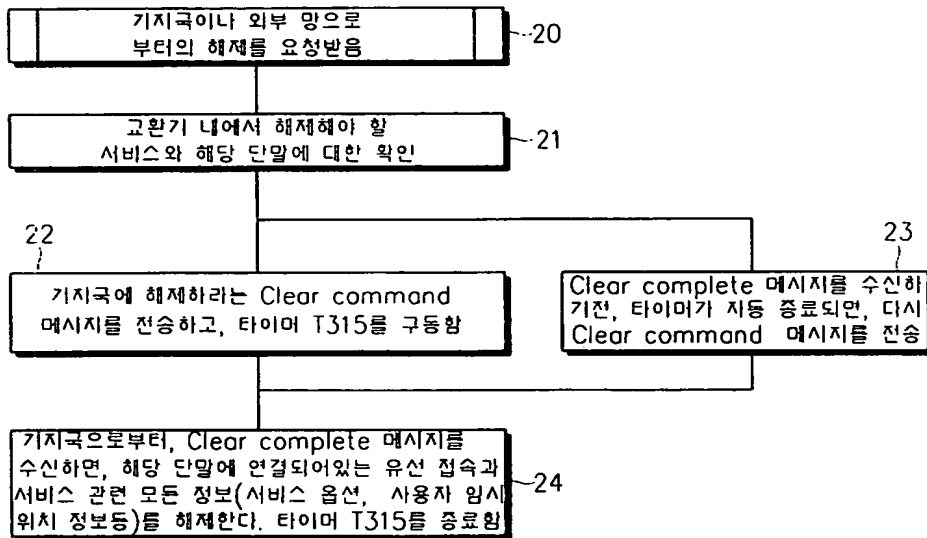 기지국이나 외부 망으로
부터의 해제를 요청받음
20
교환기 내에서 해제해야 할
서비스와 해당 단말에 대한 확인
21
22
기지국에 해제하라는 Clear command
메시지를 전송하고, 타이머 T315를 구동함
23
Clear complete 메시지를 수신하
기전, 타이머가 자동 종료되면, 다시
Clear command 메시지를 전송
기지국으로부터, Clear complete 메시지를
수신하면, 해당 단말에 연결되어있는 유선 접속과
서비스 관련 모든 정보(서비스 옵션, 사용자 임시
위치 정보등)를 해제한다. 타이머 T315를 종료함
24